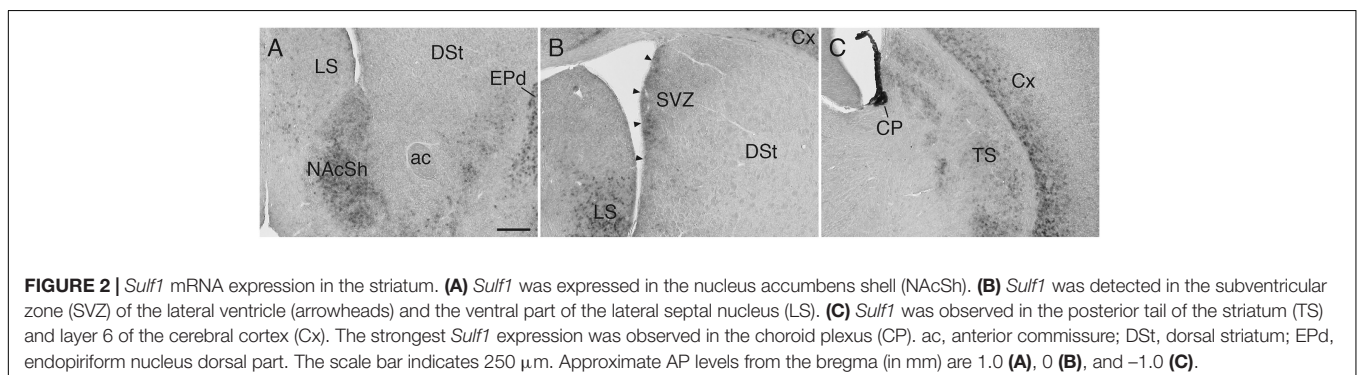 A
LS
DSt
EPd
NAcSh
ac
B
Cx
SVZ
DSt
LS
C
Cx
CP
TS
FIGURE 2 | Sulf1 mRNA expression in the striatum. (A) Sulf1 was expressed in the nucleus accumbens shell (NAcSh). (B) Sulf1 was detected in the subventricular
zone (SVZ) of the lateral ventricle (arrowheads) and the ventral part of the lateral septal nucleus (LS). (C) Sulf1 was observed in the posterior tail of the striatum (TS)
and layer 6 of the cerebral cortex (Cx). The strongest Sulf1 expression was observed in the choroid plexus (CP). ac, anterior commissure; DSt, dorsal striatum; EPd,
endopiriform nucleus dorsal part. The scale bar indicates 250 μm. Approximate AP levels from the bregma (in mm) are 1.0 (A), 0 (B), and –1.0 (C).